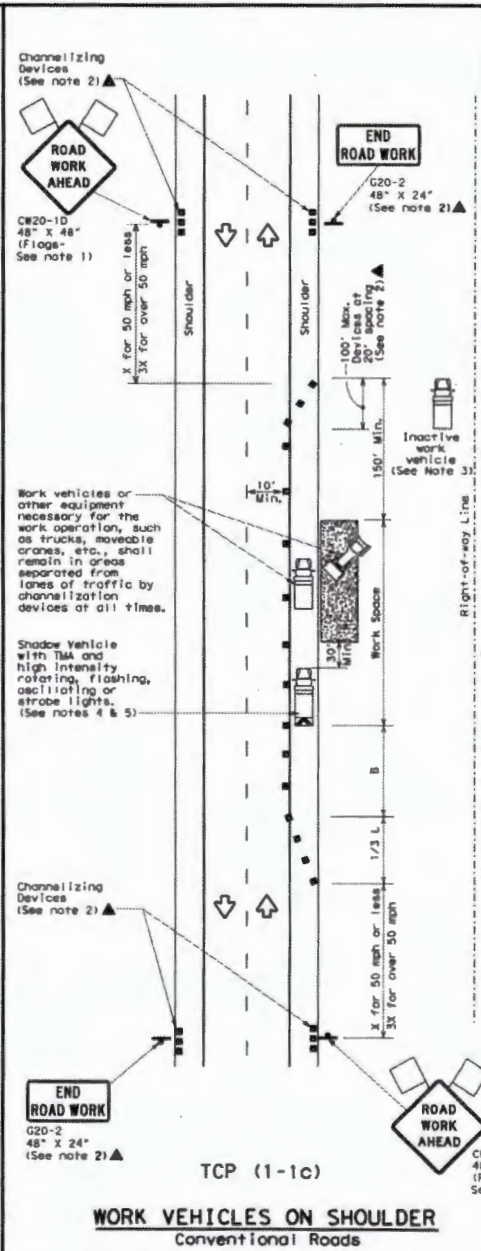 Channelizing
Devices
(See note 2)▲
ROAD
WORK
AHEAD
CW20-1D
48" X 48"
(Flags-
See note 1)
END
ROAD WORK
G20-2
48" X 24"
(See note 2)▲
X for 50 mph or less
3X for over 50 mph
Shoulder
Shoulder
100' Max.
Devices at
20' spacing
(See note 2)▲
150' Min.
Inactive
work
vehicle
(See Note 3)
Right-of-way Line
10'
Min.
Work vehicles or
other equipment
necessary for the
work operation, such
as trucks, moveable
cranes, etc., shall
remain in areas
separated from
lanes of traffic by
channelization
devices at all times.
Work Space
30'
Min.
Shadow Vehicle
with TMA and
high intensity
rotating, flashing,
oscillating or
strobe lights.
(See notes 4 & 5)
B
1/3 L
Channelizing
Devices
(See note 2)▲
X for 50 mph or less
3X for over 50 mph
END
ROAD WORK
G20-2
48" X 24"
(See note 2)▲
ROAD
WORK
AHEAD
TCP (1-1c)
WORK VEHICLES ON SHOULDER
Conventional Roads